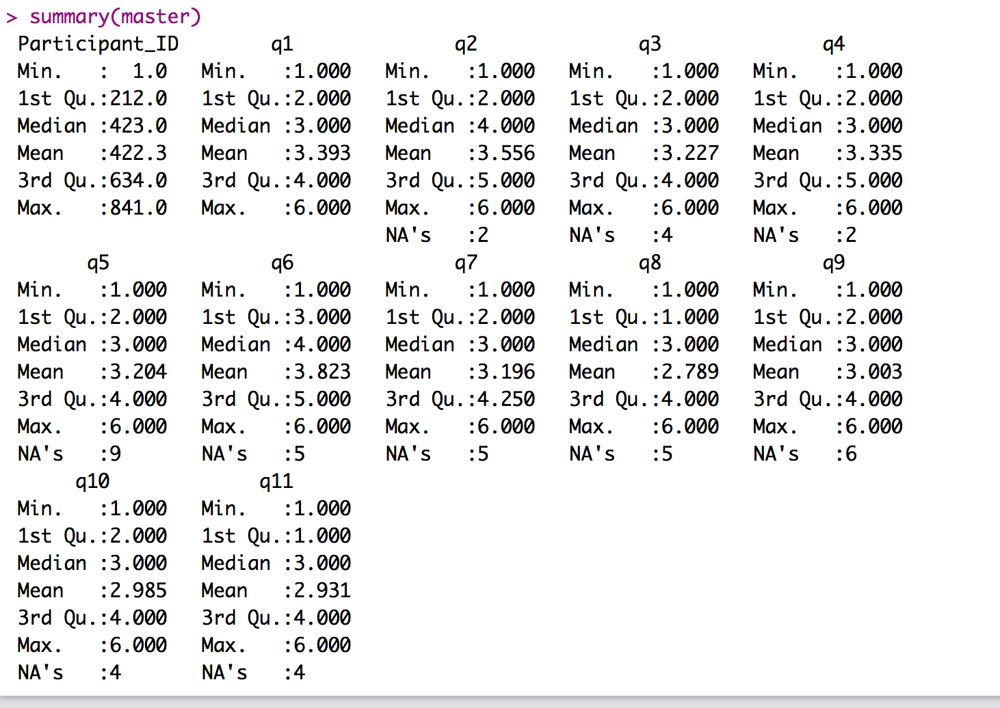 > summary(master)
 Participant_ID        q1              q2              q3              q4       
 Min.   :  1.0   Min.   :1.000   Min.   :1.000   Min.   :1.000   Min.   :1.000  
 1st Qu.:212.0   1st Qu.:2.000   1st Qu.:2.000   1st Qu.:2.000   1st Qu.:2.000  
 Median :423.0   Median :3.000   Median :4.000   Median :3.000   Median :3.000  
 Mean   :422.3   Mean   :3.393   Mean   :3.556   Mean   :3.227   Mean   :3.335  
 3rd Qu.:634.0   3rd Qu.:4.000   3rd Qu.:5.000   3rd Qu.:4.000   3rd Qu.:5.000  
 Max.   :841.0   Max.   :6.000   Max.   :6.000   Max.   :6.000   Max.   :6.000  
                                 NA's   :2       NA's   :4       NA's   :2      
       q5              q6              q7              q8              q9       
 Min.   :1.000   Min.   :1.000   Min.   :1.000   Min.   :1.000   Min.   :1.000  
 1st Qu.:2.000   1st Qu.:3.000   1st Qu.:2.000   1st Qu.:1.000   1st Qu.:2.000  
 Median :3.000   Median :4.000   Median :3.000   Median :3.000   Median :3.000  
 Mean   :3.204   Mean   :3.823   Mean   :3.196   Mean   :2.789   Mean   :3.003  
 3rd Qu.:4.000   3rd Qu.:5.000   3rd Qu.:4.250   3rd Qu.:4.000   3rd Qu.:4.000  
 Max.   :6.000   Max.   :6.000   Max.   :6.000   Max.   :6.000   Max.   :6.000  
 NA's   :9       NA's   :5       NA's   :5       NA's   :5       NA's   :6      
      q10             q11       
 Min.   :1.000   Min.   :1.000  
 1st Qu.:2.000   1st Qu.:1.000  
 Median :3.000   Median :3.000  
 Mean   :2.985   Mean   :2.931  
 3rd Qu.:4.000   3rd Qu.:4.000  
 Max.   :6.000   Max.   :6.000  
 NA's   :4       NA's   :4